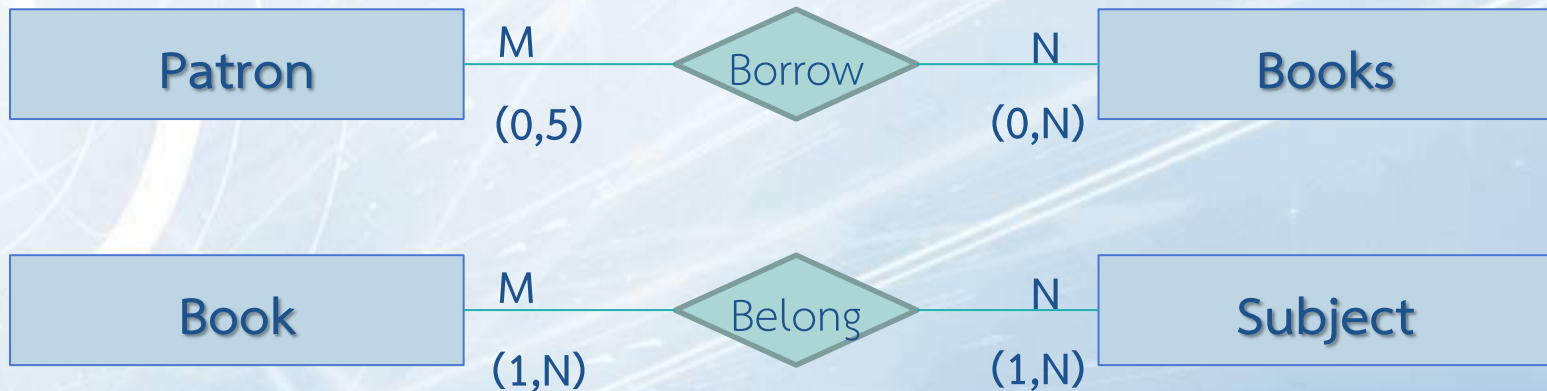 Patron M Borrow N Books
(0,5) (0,N)
Book M Belong N Subject
(1,N) (1,N)